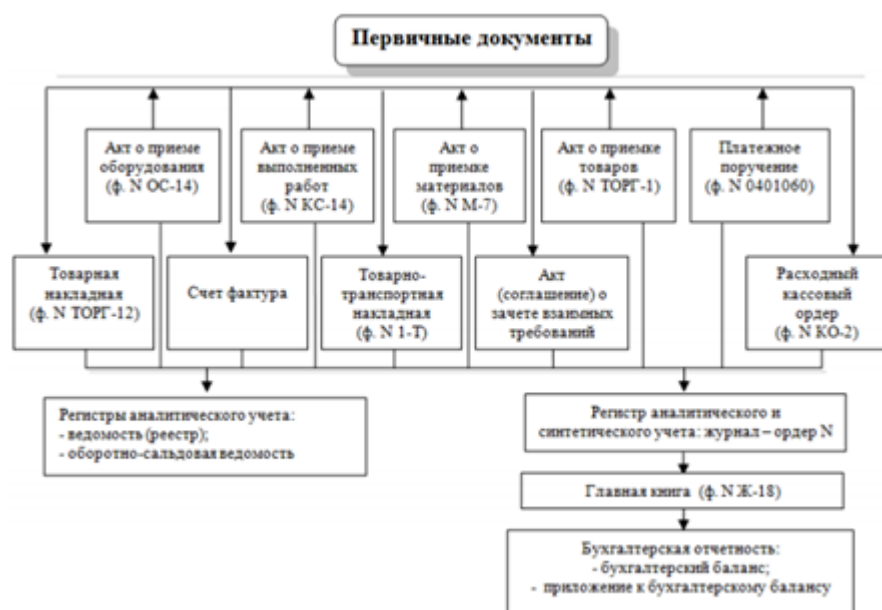 Первичные документы
Акт о приеме
оборудования
(ф. N ОС-14)
Акт о приеме
выполненных
работ
(ф. N КС-14)
Акт о
приемке
материалов
(ф. N М-7)
Акт о приемке
товаров
(ф. N ТОРГ-1)
Платежное
поручение
(ф. N 0401060)
Товарная
накладная
(ф. N ТОРГ-12)
Счет фактура
Товарно-
транспортная
накладная
(ф. N 1-Т)
Акт
(соглашение) о
зачете взаимных
требований
Расходный
кассовый
ордер
(ф. N КО-2)
Регистры аналитического учета:
- ведомость (реестр);
- оборотно-сальдовая ведомость
Регистр аналитического и
синтетического учета: журнал – ордер N
Главная книга (ф. N Ж-18)
Бухгалтерская отчетность:
- бухгалтерский баланс;
- приложение к бухгалтерскому балансу